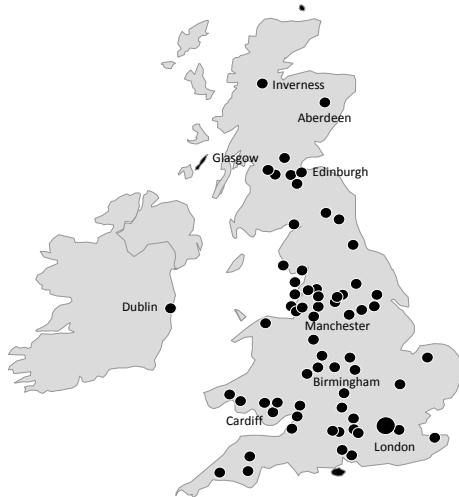 Inverness
Aberdeen
Glasgow
Edinburgh
Dublin
Manchester
Birmingham
Cardiff
London